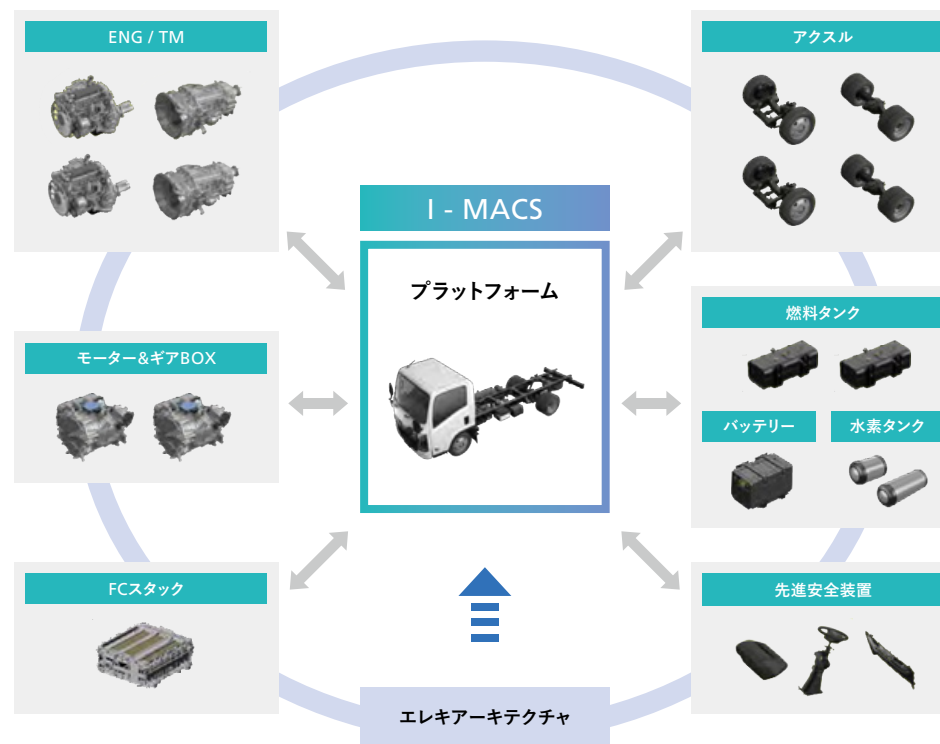 ENG / TM
アクスル
I - MACS
プラットフォーム
モーター&ギアBOX
燃料タンク
バッテリー
水素タンク
FCスタック
先進安全装置
エレキアーキテクチャ